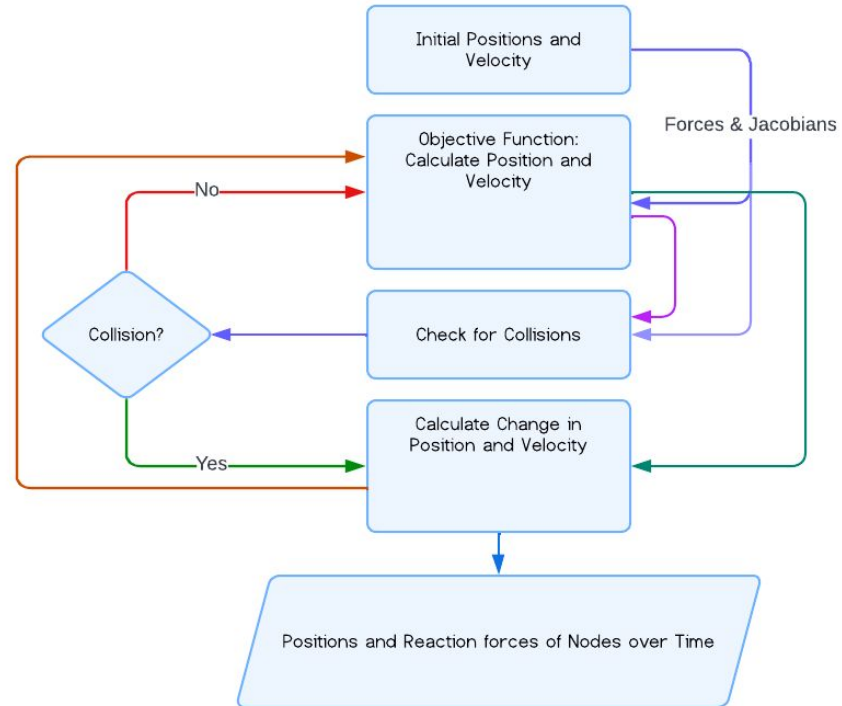 Initial Positions and
Velocity
Forces & Jacobians
Objective Function:
Calculate Position and
Velocity
No
Collision?
Check for Collisions
Calculate Change in
Position and Velocity
Yes
Positions and Reaction forces of Nodes over Time